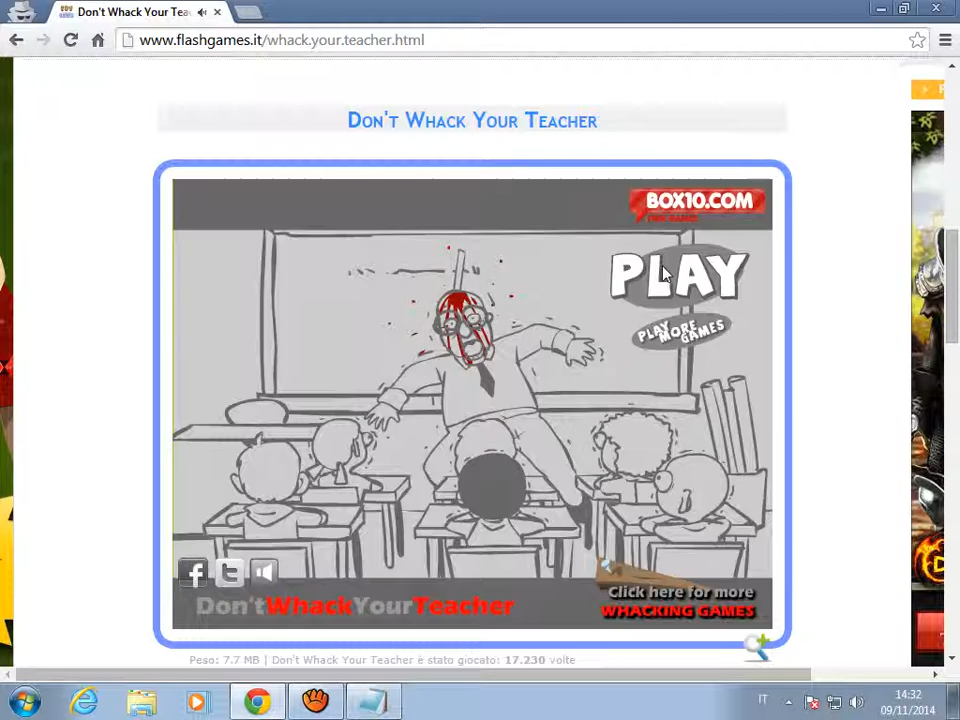 Don't Whack Your Tea
www.flashgames.it/whack.your.teacher.html
DON'T WHACK YOUR TEACHER
BOX10.COM
PLAY
PLAY MORE GAMES
Click here for more
WHACKING GAMES
Don'tWhackYourTeacher
Peso: 7.7 MB | Don't Whack Your Teacher è stato giocato: 17.230 volte
IT
14:32
09/11/2014